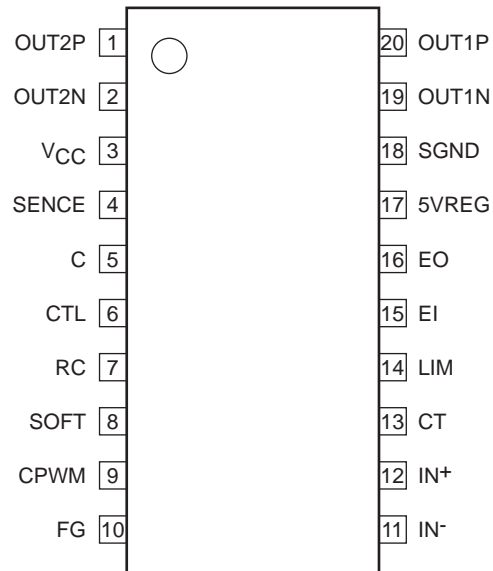 OUT2P 1 20 OUT1P
OUT2N 2 19 OUT1N
VCC 3 18 SGND
SENCE 4 17 5VREG
C 5 16 EO
CTL 6 15 EI
RC 7 14 LIM
SOFT 8 13 CT
CPWM 9 12 IN+
FG 10 11 IN-